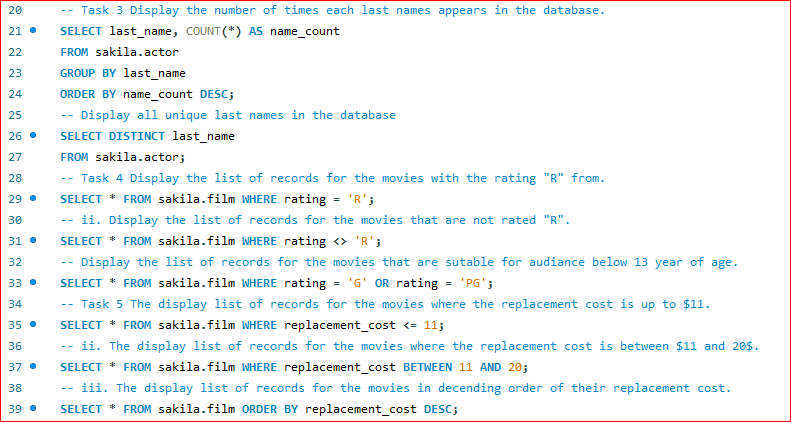 20 -- Task 3 Display the number of times each last names appears in the database.
21 SELECT last_name, COUNT(*) AS name_count
22 FROM sakila.actor
23 GROUP BY last_name
24 ORDER BY name_count DESC;
25 -- Display all unique last names in the database
26 SELECT DISTINCT last_name
27 FROM sakila.actor;
28 -- Task 4 Display the list of records for the movies with the rating "R" from.
29 SELECT * FROM sakila.film WHERE rating = 'R';
30 -- ii. Display the list of records for the movies that are not rated "R".
31 SELECT * FROM sakila.film WHERE rating <> 'R';
32 -- Display the list of records for the movies that are sutable for audiance below 13 year of age.
33 SELECT * FROM sakila.film WHERE rating = 'G' OR rating = 'PG';
34 -- Task 5 The display list of records for the movies where the replacement cost is up to $11.
35 SELECT * FROM sakila.film WHERE replacement_cost <= 11;
36 -- ii. The display list of records for the movies where the replacement cost is between $11 and 20$.
37 SELECT * FROM sakila.film WHERE replacement_cost BETWEEN 11 AND 20;
38 -- iii. The display list of records for the movies in decending order of their replacement cost.
39 SELECT * FROM sakila.film ORDER BY replacement_cost DESC;